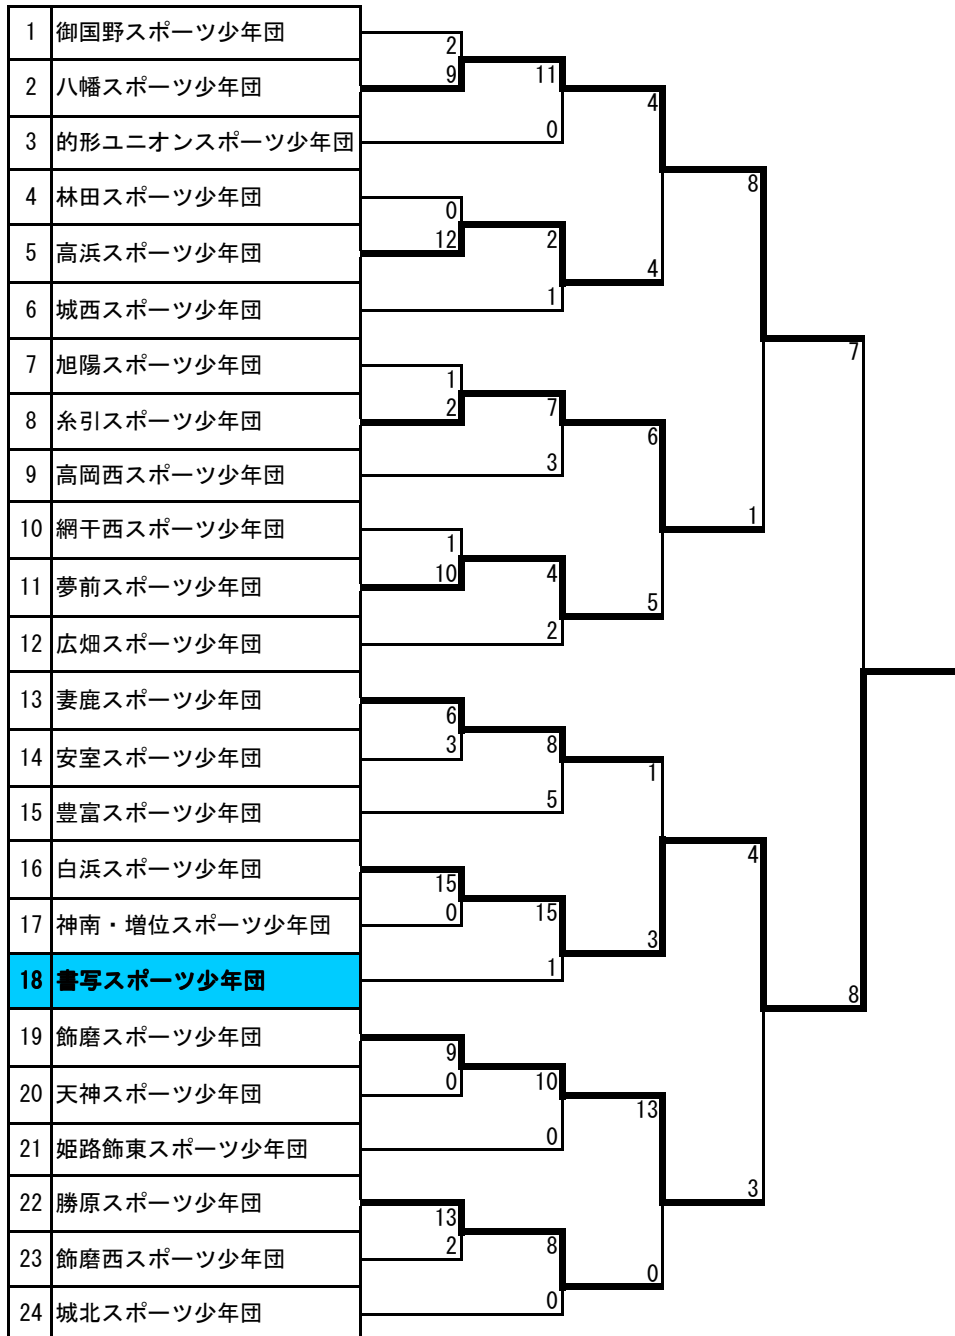 1 御国野スポーツ少年団
2
9
2 八幡スポーツ少年団
11
4
0
3 的形ユニオンスポーツ少年団
8
4 林田スポーツ少年団
0
12
2
5 高浜スポーツ少年団
4
1
6 城西スポーツ少年団
7
7 旭陽スポーツ少年団
1
2
7
8 糸引スポーツ少年団
6
3
9 高岡西スポーツ少年団
1
10 網干西スポーツ少年団
1
10
4
11 夢前スポーツ少年団
5
2
12 広畑スポーツ少年団
13 妻鹿スポーツ少年団
6
3
8
14 安室スポーツ少年団
1
5
15 豊富スポーツ少年団
4
16 白浜スポーツ少年団
15
0
15
17 神南・増位スポーツ少年団
3
1
18 書写スポーツ少年団
8
19 飾磨スポーツ少年団
9
0
10
20 天神スポーツ少年団
13
0
21 姫路飾東スポーツ少年団
3
22 勝原スポーツ少年団
13
2
8
23 飾磨西スポーツ少年団
0
0
24 城北スポーツ少年団